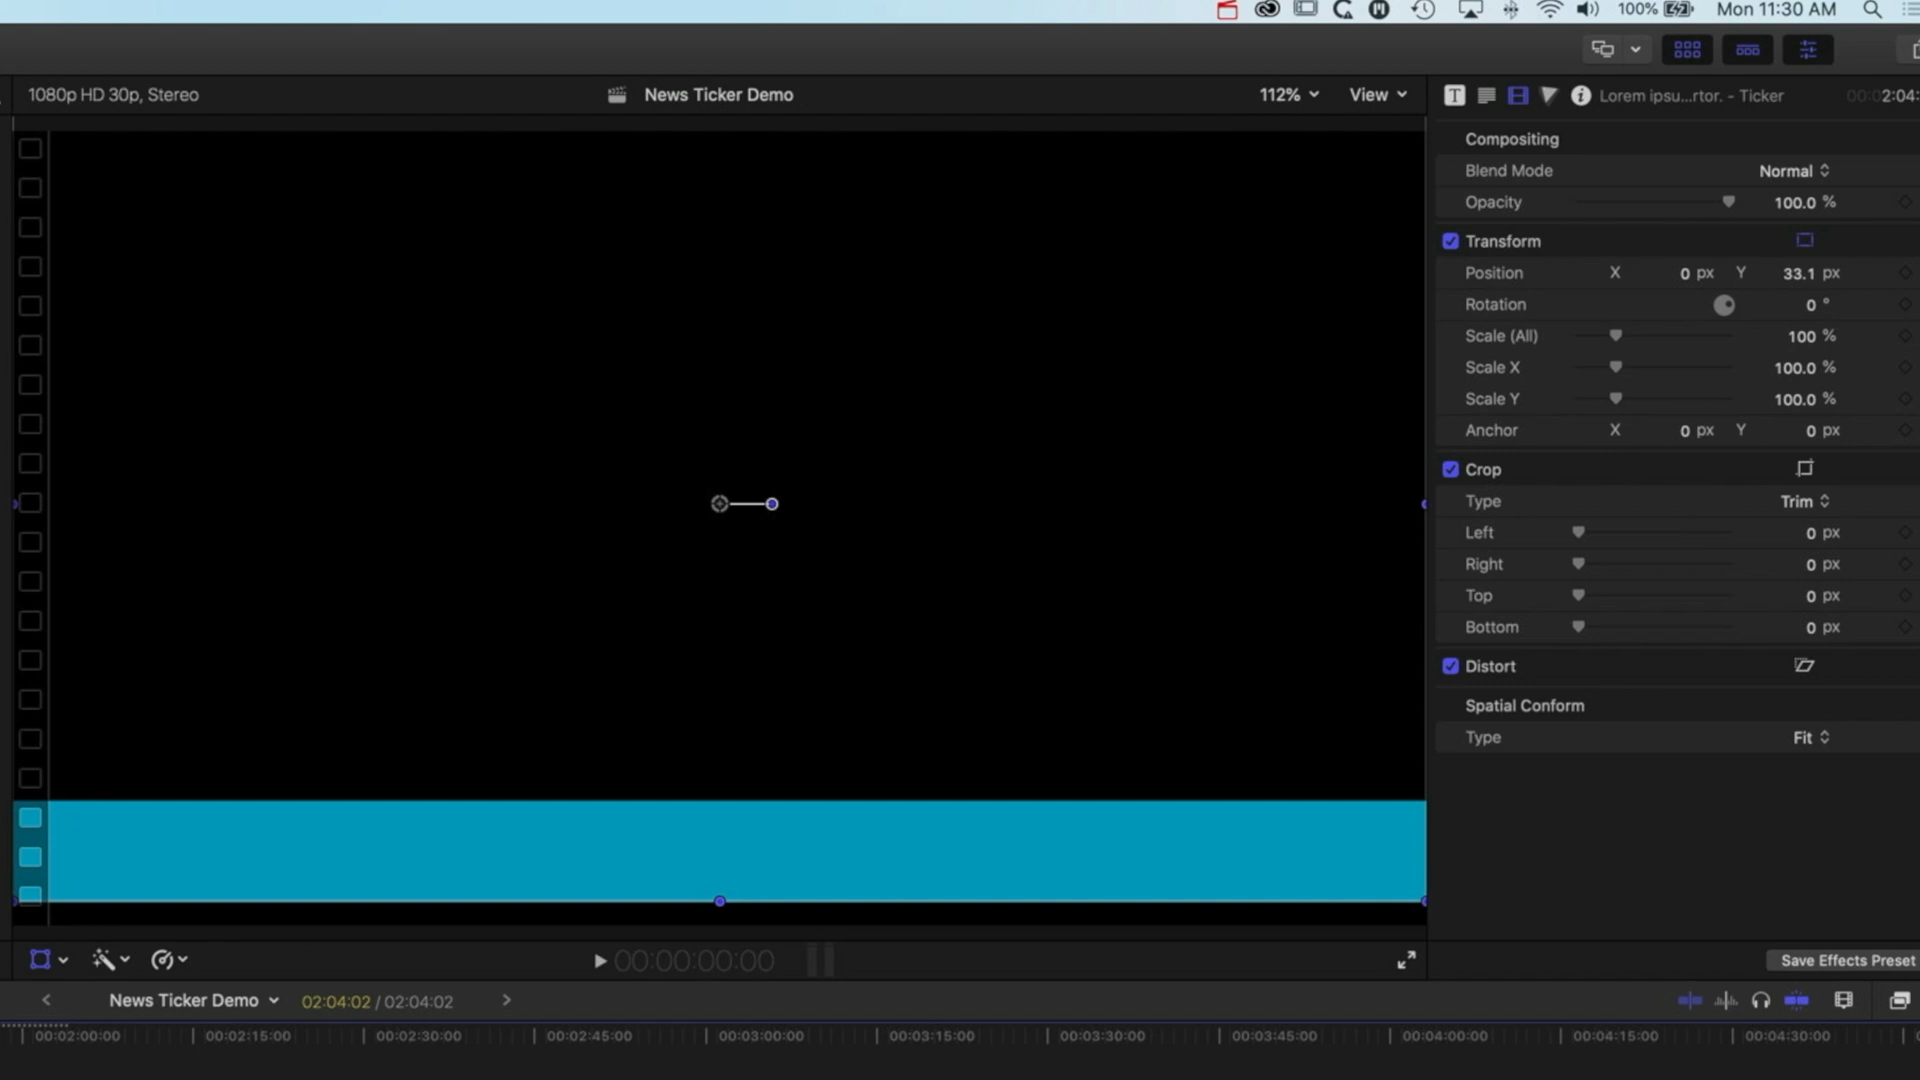 100% Mon 11:30 AM
1080p HD 30p, Stereo
News Ticker Demo
112%
View
T
i
Lorem ipsu...rtor. - Ticker
00:02:04:
Compositing
Blend Mode Normal
Opacity 100.0 %
Transform
Position X 0 px Y 33.1 px
Rotation 0 °
Scale (All) 100 %
Scale X 100.0 %
Scale Y 100.0 %
Anchor X 0 px Y 0 px
Crop
Type Trim
Left 0 px
Right 0 px
Top 0 px
Bottom 0 px
Distort
Spatial Conform
Type Fit
00:00:00:00
Save Effects Preset
News Ticker Demo 02:04:02 / 02:04:02
00:02:00:00 00:02:15:00 00:02:30:00 00:02:45:00 00:03:00:00 00:03:15:00 00:03:30:00 00:03:45:00 00:04:00:00 00:04:15:00 00:04:30:00